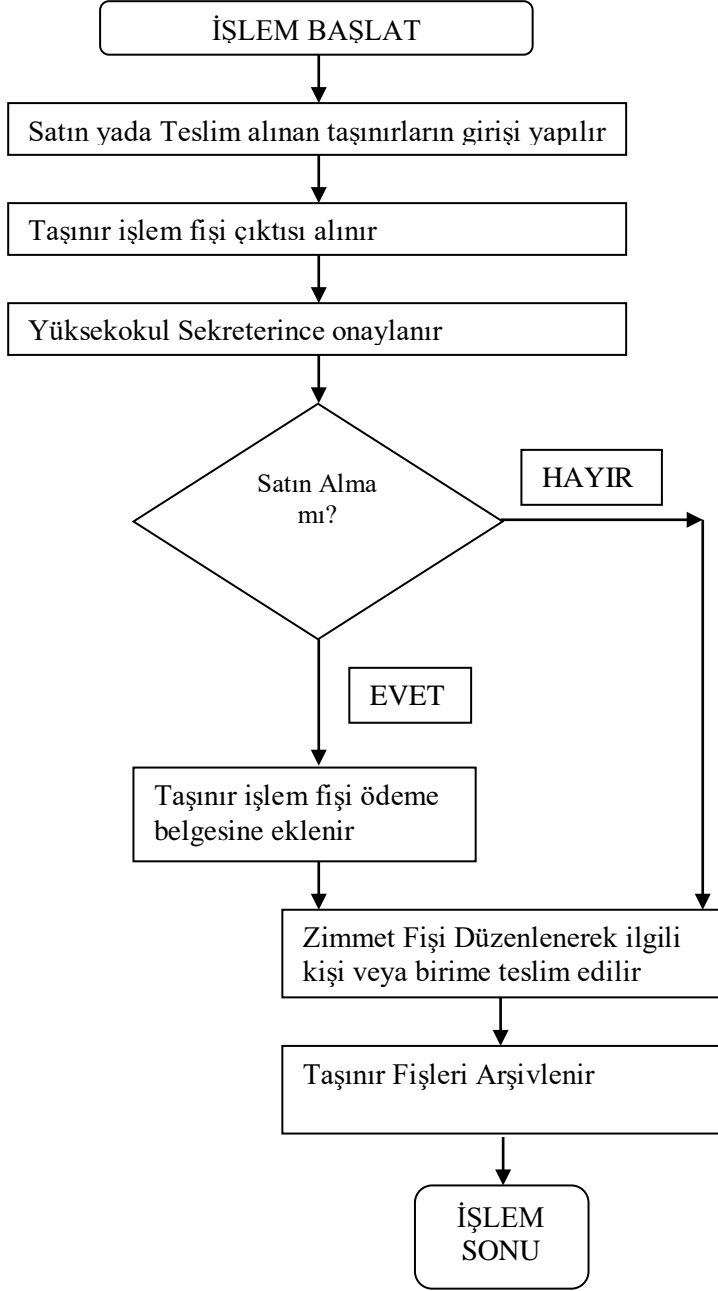 İŞLEM BAŞLAT
Satın yada Teslim alınan taşınırların girişi yapılır
Taşınır işlem fişi çıktısı alınır
Yüksekokul Sekreterince onaylanır
Satın Alma
mı?
HAYIR
EVET
Taşınır işlem fişi ödeme
belgesine eklenir
Zimmet Fişi Düzenlenerek ilgili
kişi veya birime teslim edilir
Taşınır Fişleri Arşivlenir
İŞLEM
SONU